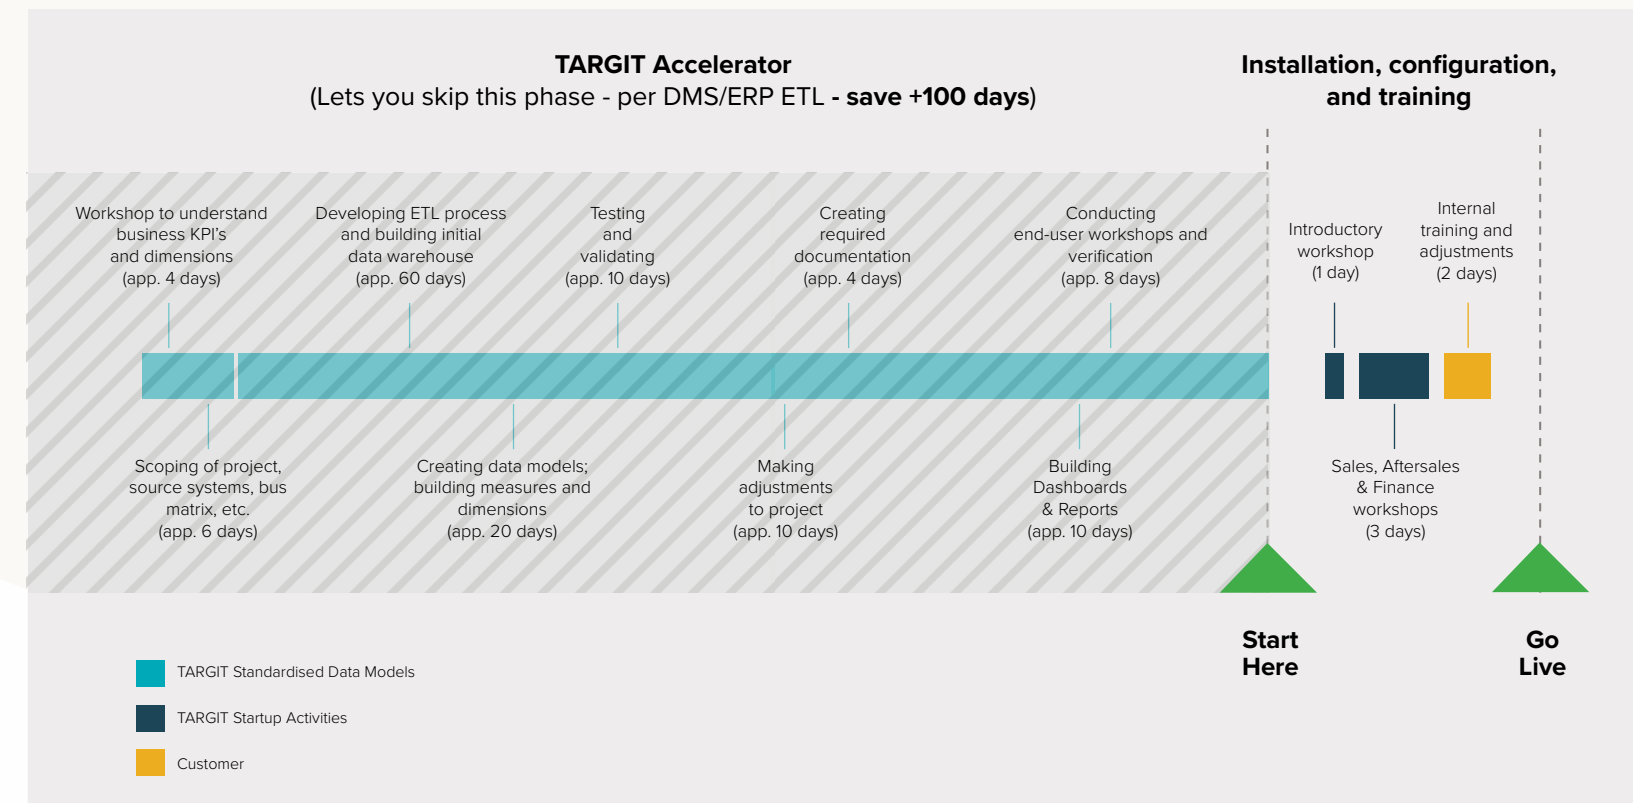 TARGIT Accelerator
(Lets you skip this phase - per DMS/ERP ETL - save +100 days)
Installation, configuration,
and training
Workshop to understand
business KPI's
and dimensions
(app. 4 days)
Developing ETL process
and building initial
data warehouse
(app. 60 days)
Testing
and
validating
(app. 10 days)
Creating
required
documentation
(app. 4 days)
Conducting
end-user workshops and
verification
(app. 8 days)
Introductory
workshop
(1 day)
Internal
training and
adjustments
(2 days)
Scoping of project,
source systems, bus
matrix, etc.
(app. 6 days)
Creating data models;
building measures and
dimensions
(app. 20 days)
Making
adjustments
to project
(app. 10 days)
Building
Dashboards
& Reports
(app. 10 days)
Sales, Aftersales
& Finance
workshops
(3 days)
Start
Here
Go
Live
TARGIT Standardised Data Models
TARGIT Startup Activities
Customer